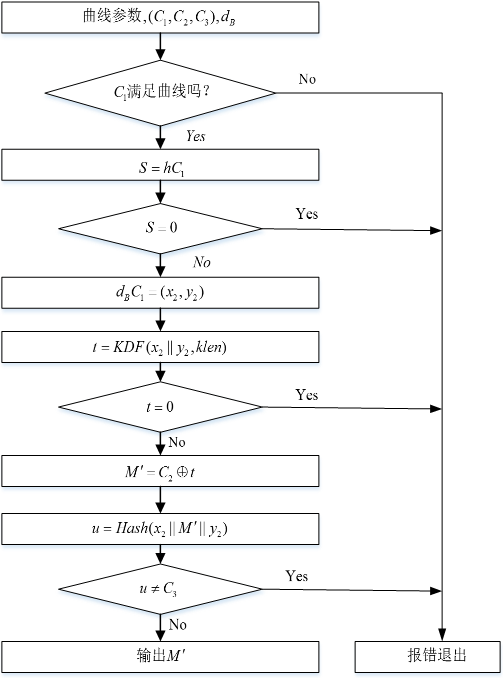 曲线参数,(C₁,C₂,C₃),d_B
C₁满足曲线吗?
No
Yes
S = hC₁
S = 0
Yes
No
d_BC₁ = (x₂, y₂)
t = KDF(x₂ || y₂, klen)
t = 0
Yes
No
M′ = C₂ ⊕ t
u = Hash(x₂ || M′ || y₂)
u ≠ C₃
Yes
No
输出M′
报错退出